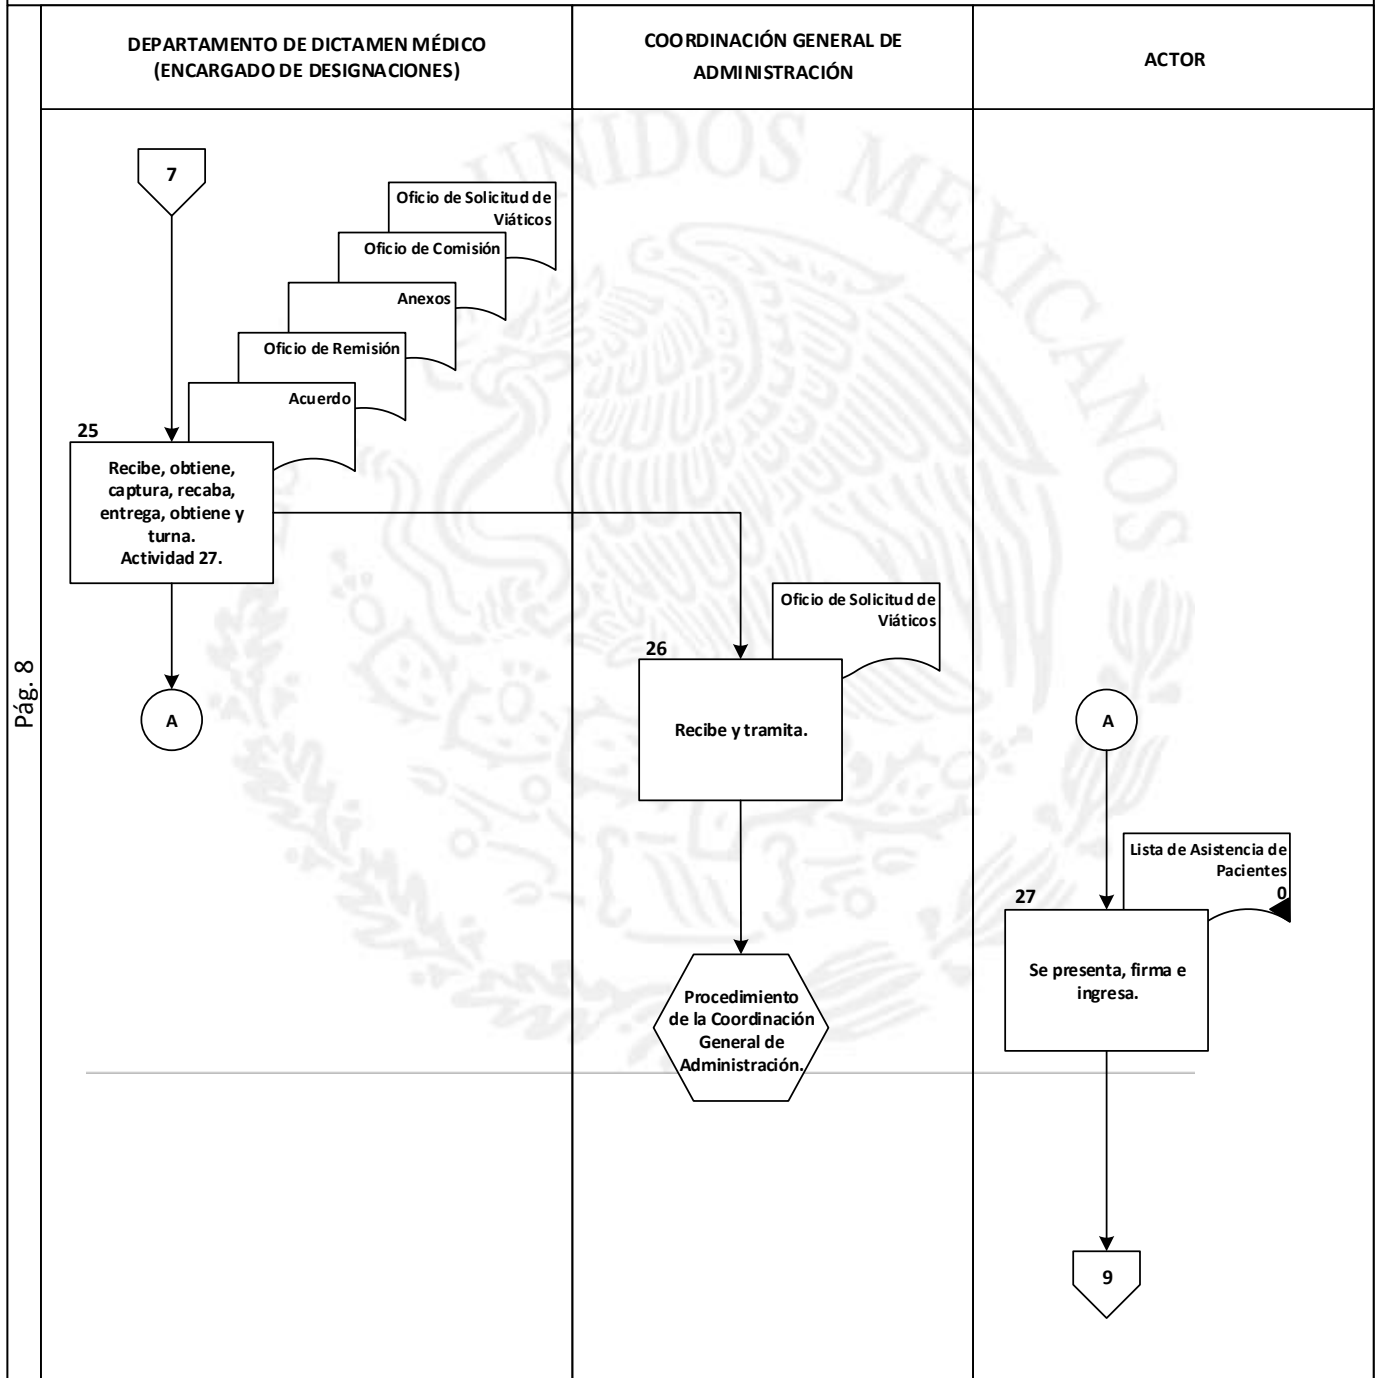 DEPARTAMENTO DE DICTAMEN MÉDICO
(ENCARGADO DE DESIGNACIONES)
COORDINACIÓN GENERAL DE
ADMINISTRACIÓN
ACTOR
Pág. 8
7
Oficio de Solicitud de
Viáticos
Oficio de Comisión
Anexos
Oficio de Remisión
Acuerdo
25
Recibe, obtiene,
captura, recaba,
entrega, obtiene y
turna.
Actividad 27.
A
Oficio de Solicitud de
Viáticos
26
Recibe y tramita.
Procedimiento
de la Coordinación
General de
Administración.
A
Lista de Asistencia de
Pacientes
0
27
Se presenta, firma e
ingresa.
9
UNIDOS MEXICANOS